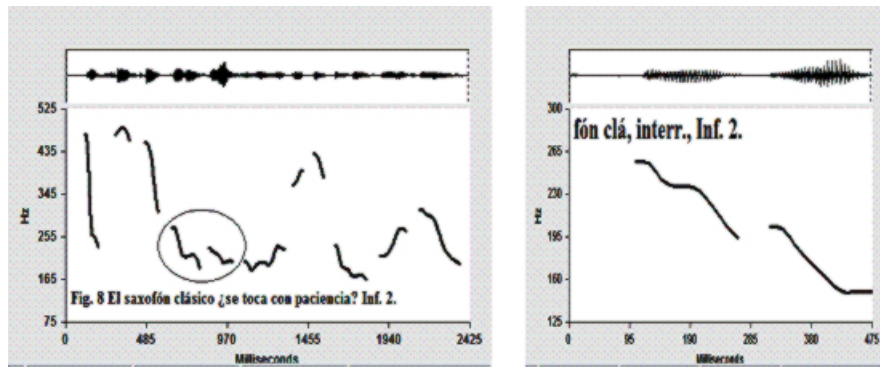 525
435
345
255
165
75
Hz
Fig. 8 El saxofón clásico ¿se toca con paciencia? Inf. 2.
0 485 970 1455 1940 2425
Milliseconds
300
265
230
195
160
125
Hz
fón clá, interr., Inf. 2.
0 95 190 380 475
Milliseconds